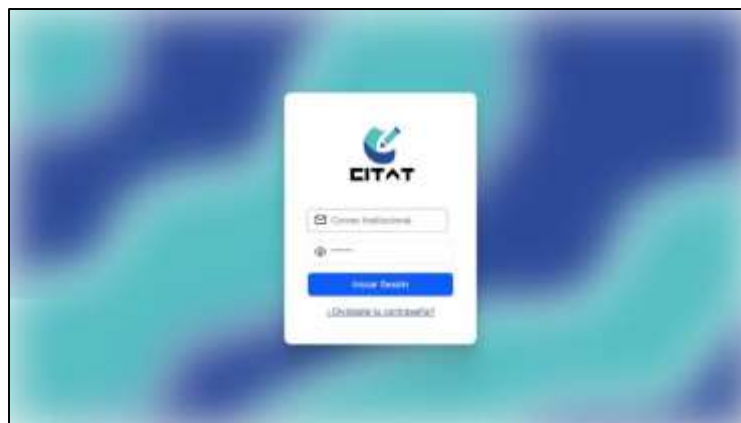 CITAT
Correo Institucional
••••••
Iniciar Sesión
¿Olvidaste tu contraseña?